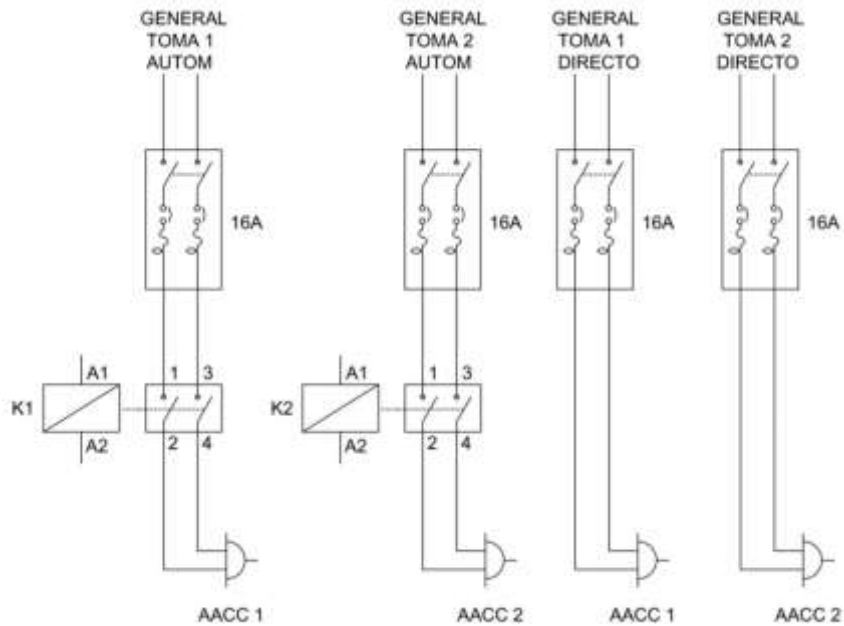 GENERAL TOMA 1 AUTOM
GENERAL TOMA 2 AUTOM
GENERAL TOMA 1 DIRECTO
GENERAL TOMA 2 DIRECTO
16A
16A
16A
16A
K1
A1
A2
1 3
2 4
K2
A1
A2
1 3
2 4
AACC 1
AACC 2
AACC 1
AACC 2